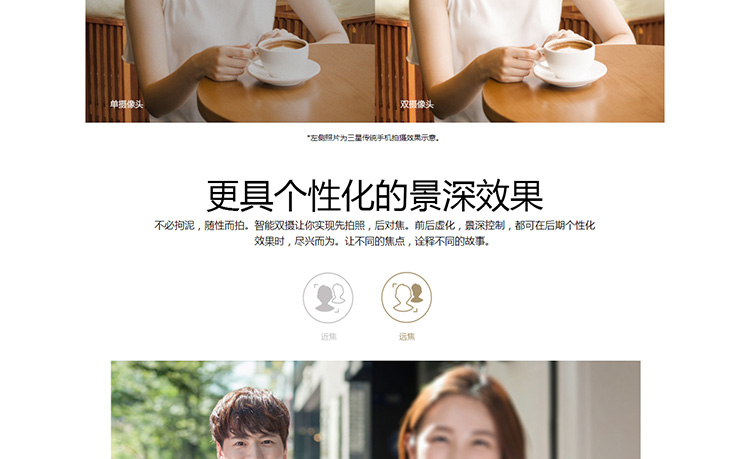 单摄像头
双摄像头
*左侧照片为三星传统手机拍摄效果示意。
更具个性化的景深效果
不必拘泥，随性而拍。智能双摄让你实现先拍照，后对焦。前后虚化，景深控制，都可在后期个性化
效果时，尽兴而为。让不同的焦点，诠释不同的故事。
近焦
远焦